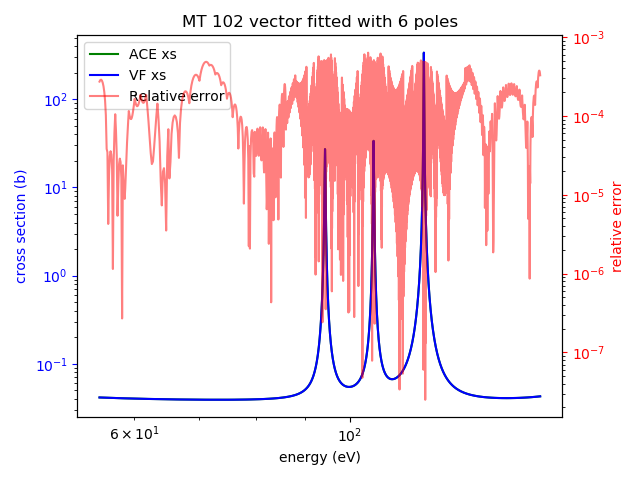 MT 102 vector fitted with 6 poles
ACE xs
VF xs
Relative error
cross section (b)
10²
10¹
10⁰
10⁻¹
10⁻³
10⁻⁴
10⁻⁵
10⁻⁶
10⁻⁷
relative error
6 × 10¹
10²
energy (eV)